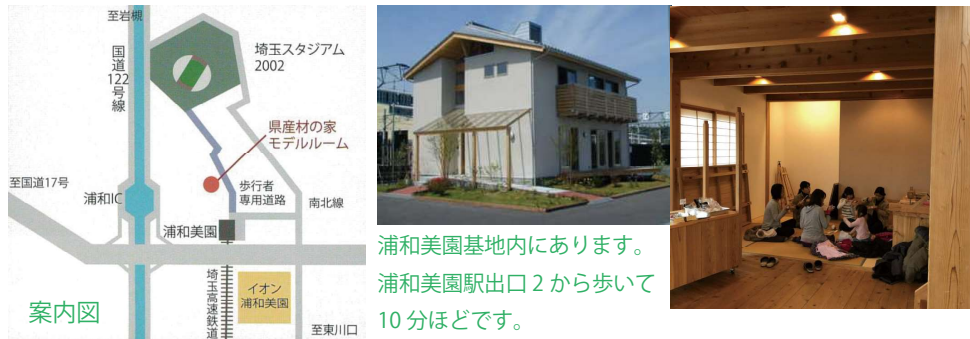 至岩槻
国道122号線
埼玉スタジアム
2002
県産材の家
モデルルーム
至国道17号
浦和IC
歩行者
専用道路
南北線
浦和美園
埼玉高速鉄道
イオン
浦和美園
至東川口
案内図
浦和美園基地内にあります。
浦和美園駅出口 2 から歩いて
10 分ほどです。